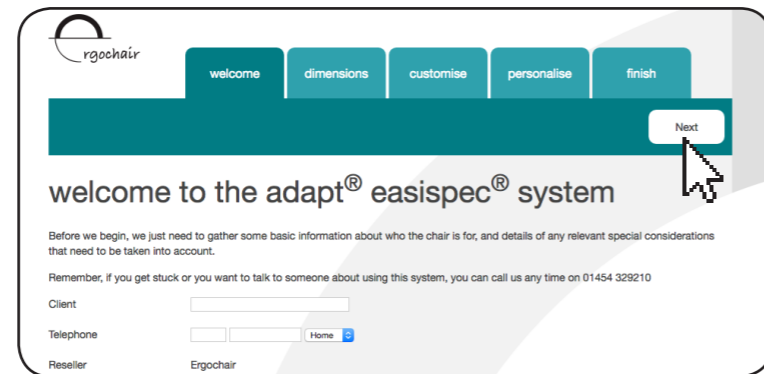 rgochair
welcome
dimensions
customise
personalise
finish
Next
welcome to the adapt® easispec® system
Before we begin, we just need to gather some basic information about who the chair is for, and details of any relevant special considerations
that need to be taken into account.
Remember, if you get stuck or you want to talk to someone about using this system, you can call us any time on 01454 329210
Client
Telephone
Home
Reseller
Ergochair